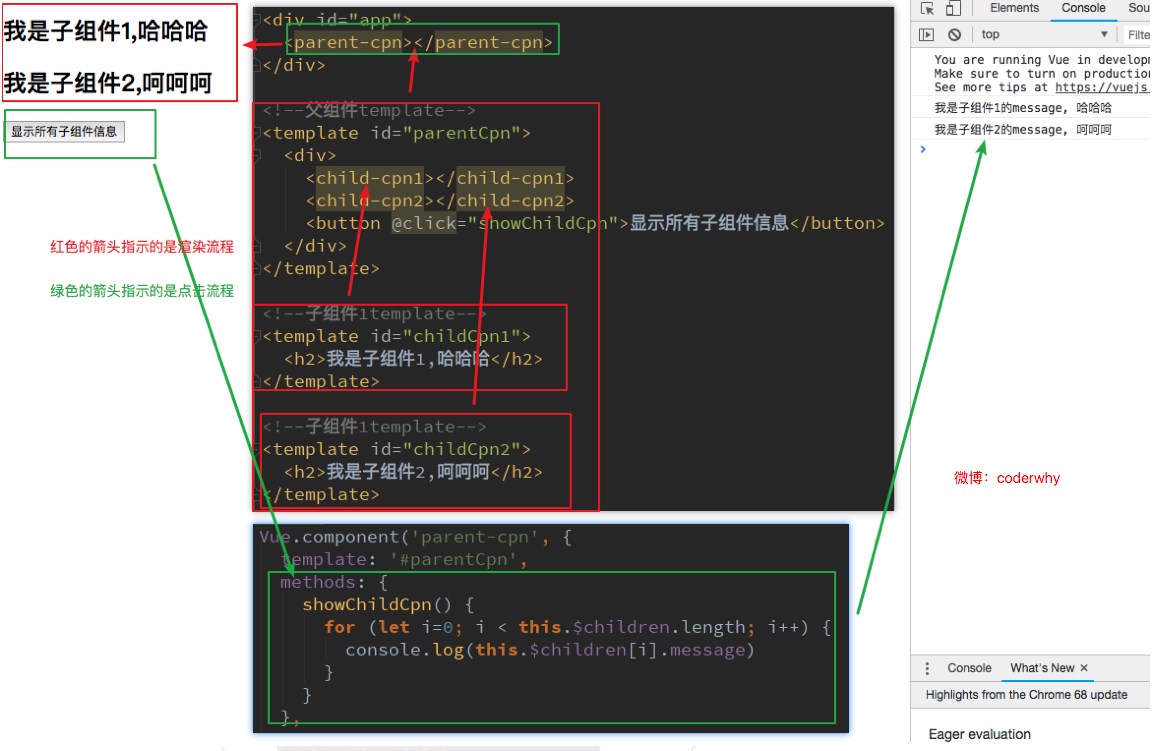 我是子组件1,哈哈哈
我是子组件2,呵呵呵
显示所有子组件信息
红色的箭头指示的是渲染流程
绿色的箭头指示的是点击流程
<div id="app">
<parent-cpn></parent-cpn>
</div>
<!--父组件template-->
<template id="parentCpn">
<div>
<child-cpn1></child-cpn1>
<child-cpn2></child-cpn2>
<button @click="showChildCpn">显示所有子组件信息</button>
</div>
</template>
<!--子组件1template-->
<template id="childCpn1">
<h2>我是子组件1,哈哈哈</h2>
</template>
<!--子组件1template-->
<template id="childCpn2">
<h2>我是子组件2,呵呵呵</h2>
</template>
Vue.component('parent-cpn', {
template: '#parentCpn',
methods: {
showChildCpn() {
for (let i=0; i < this.$children.length; i++) {
console.log(this.$children[i].message)
}
}
},
Elements Console Sou
top ▼ Filte
You are running Vue in developm
Make sure to turn on production
See more tips at https://vuejs.
我是子组件1的message, 哈哈哈
我是子组件2的message, 呵呵呵
微博：coderwhy
Console What's New ×
Highlights from the Chrome 68 update
Eager evaluation